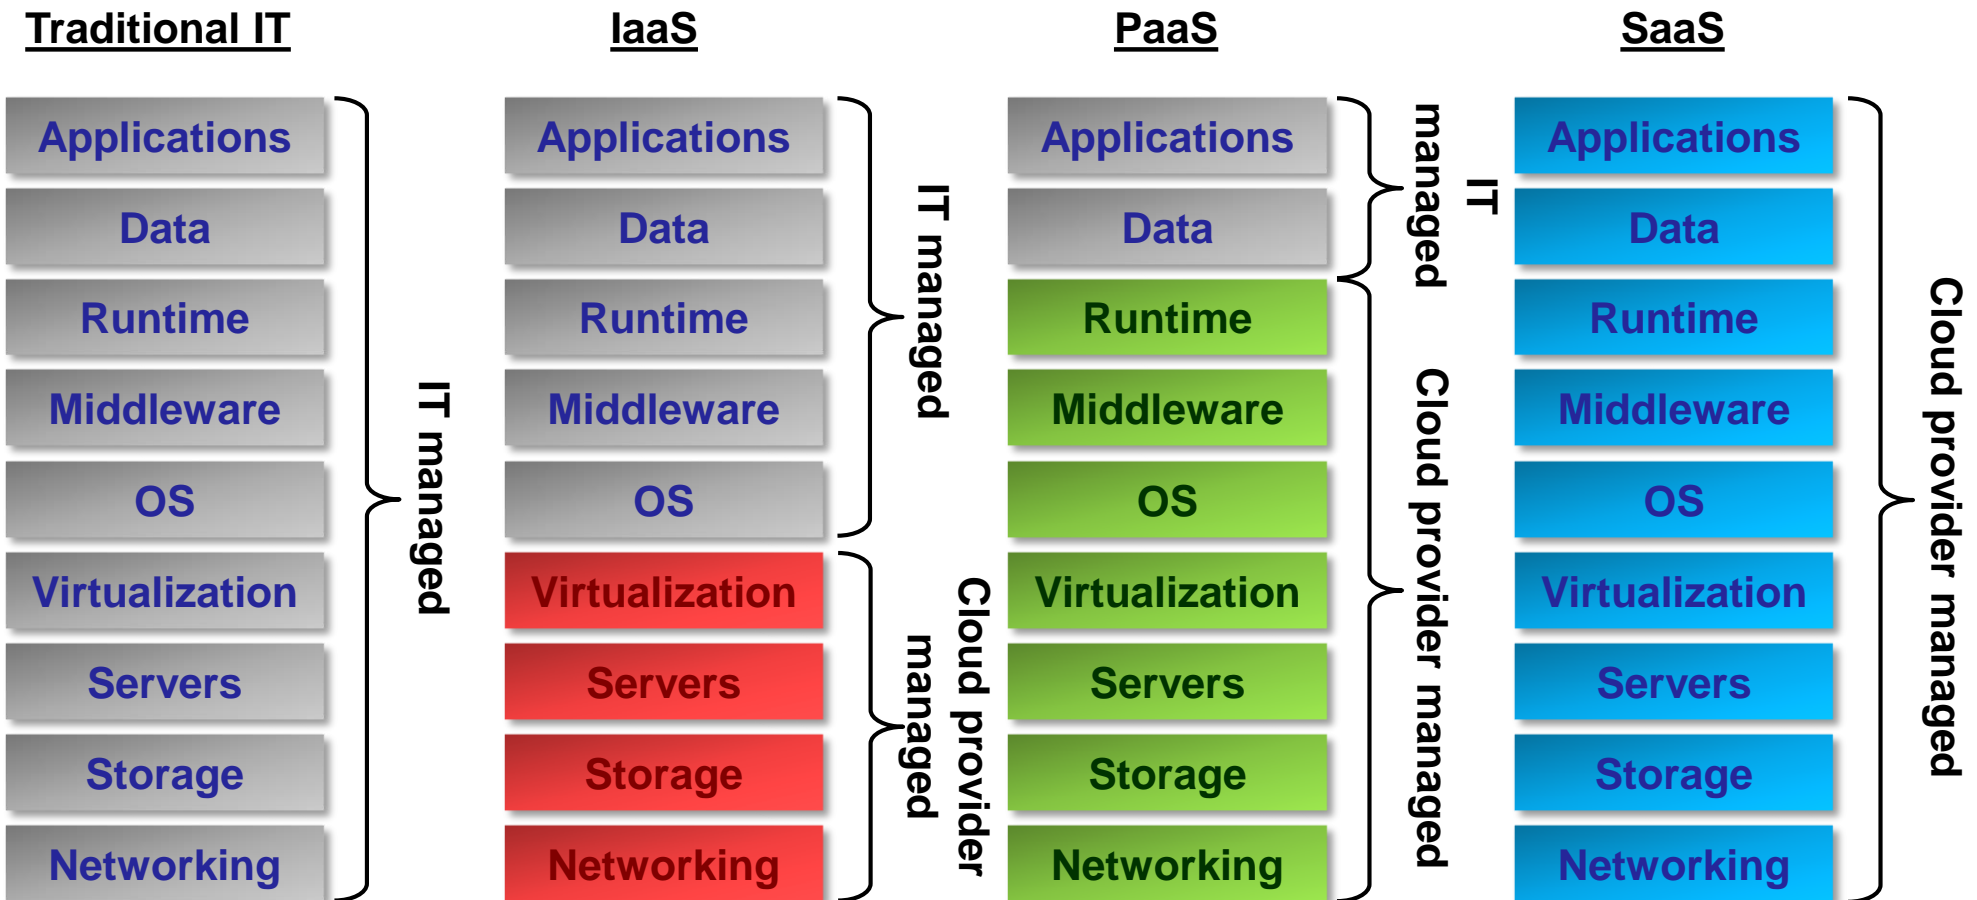 Traditional IT
Applications
Data
Runtime
Middleware
OS
Virtualization
Servers
Storage
Networking
IT managed
IaaS
Applications
Data
Runtime
Middleware
OS
Virtualization
Servers
Storage
Networking
IT managed
Cloud provider
managed
PaaS
Applications
Data
Runtime
Middleware
OS
Virtualization
Servers
Storage
Networking
IT
managed
Cloud provider managed
SaaS
Applications
Data
Runtime
Middleware
OS
Virtualization
Servers
Storage
Networking
Cloud provider managed